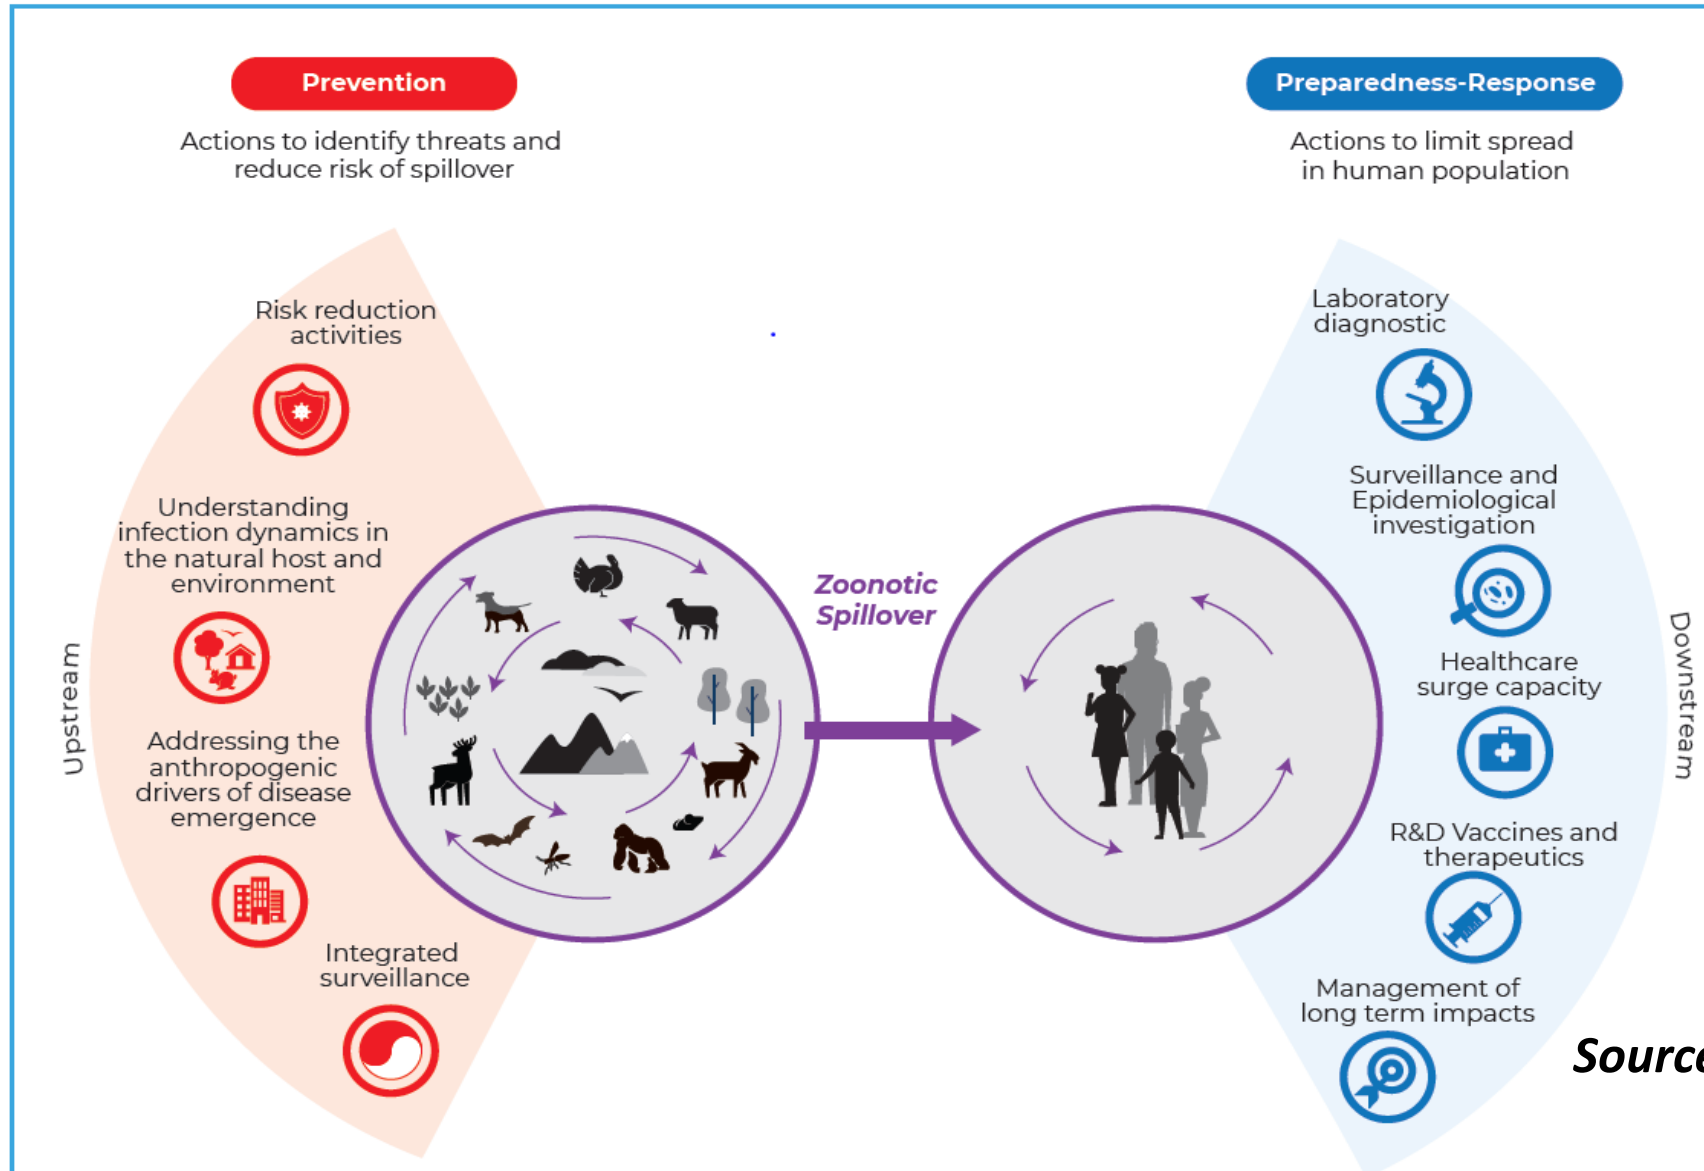 Prevention
Actions to identify threats and
reduce risk of spillover
Upstream
Risk reduction
activities
Understanding
infection dynamics in
the natural host and
environment
Addressing the
anthropogenic
drivers of disease
emergence
Integrated
surveillance
Zoonotic
Spillover
Preparedness-Response
Actions to limit spread
in human population
Laboratory
diagnostic
Surveillance and
Epidemiological
investigation
Healthcare
surge capacity
R&D Vaccines and
therapeutics
Management of
long term impacts
Downstream
Source